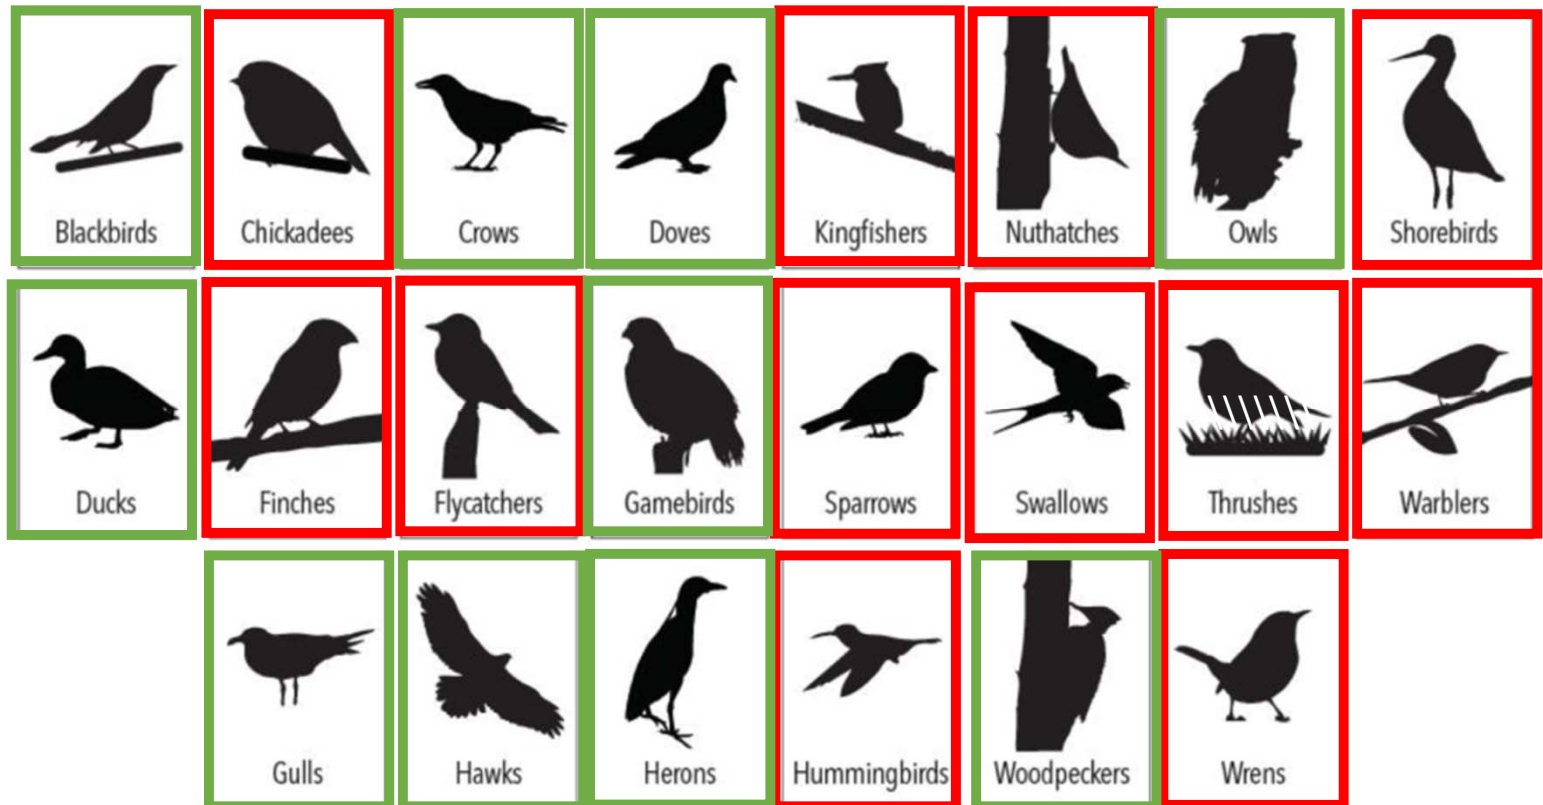 Blackbirds Chickadees Crows Doves Kingfishers Nuthatches Owls Shorebirds
Ducks Finches Flycatchers Gamebirds Sparrows Swallows Thrushes Warblers
Gulls Hawks Herons Hummingbirds Woodpeckers Wrens